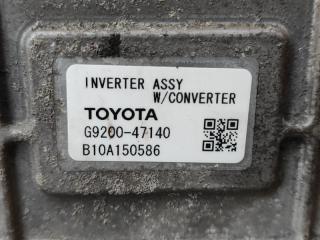 INVERTER ASSY
W/CONVERTER
TOYOTA
G9200-47140
B10A150586